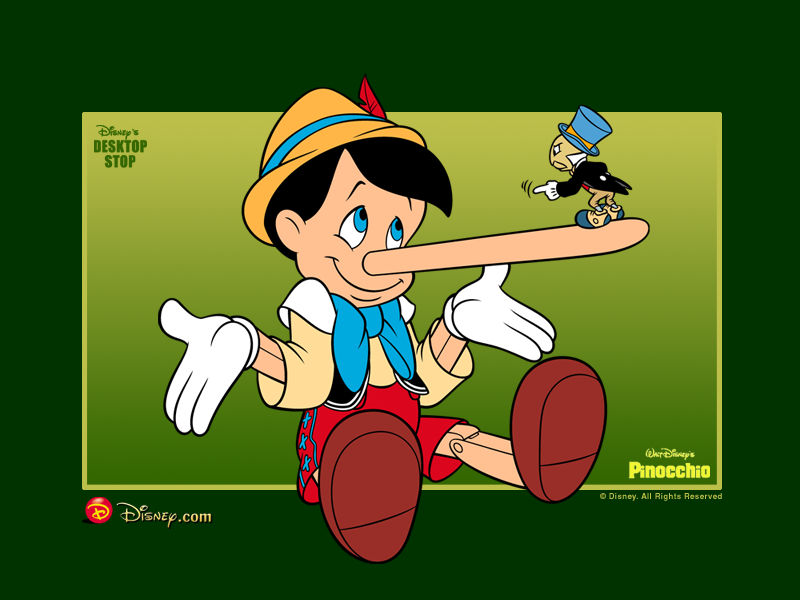 Disney's
DESKTOP
STOP
Walt Disney's
Pinocchio
© Disney. All Rights Reserved
Disney.com